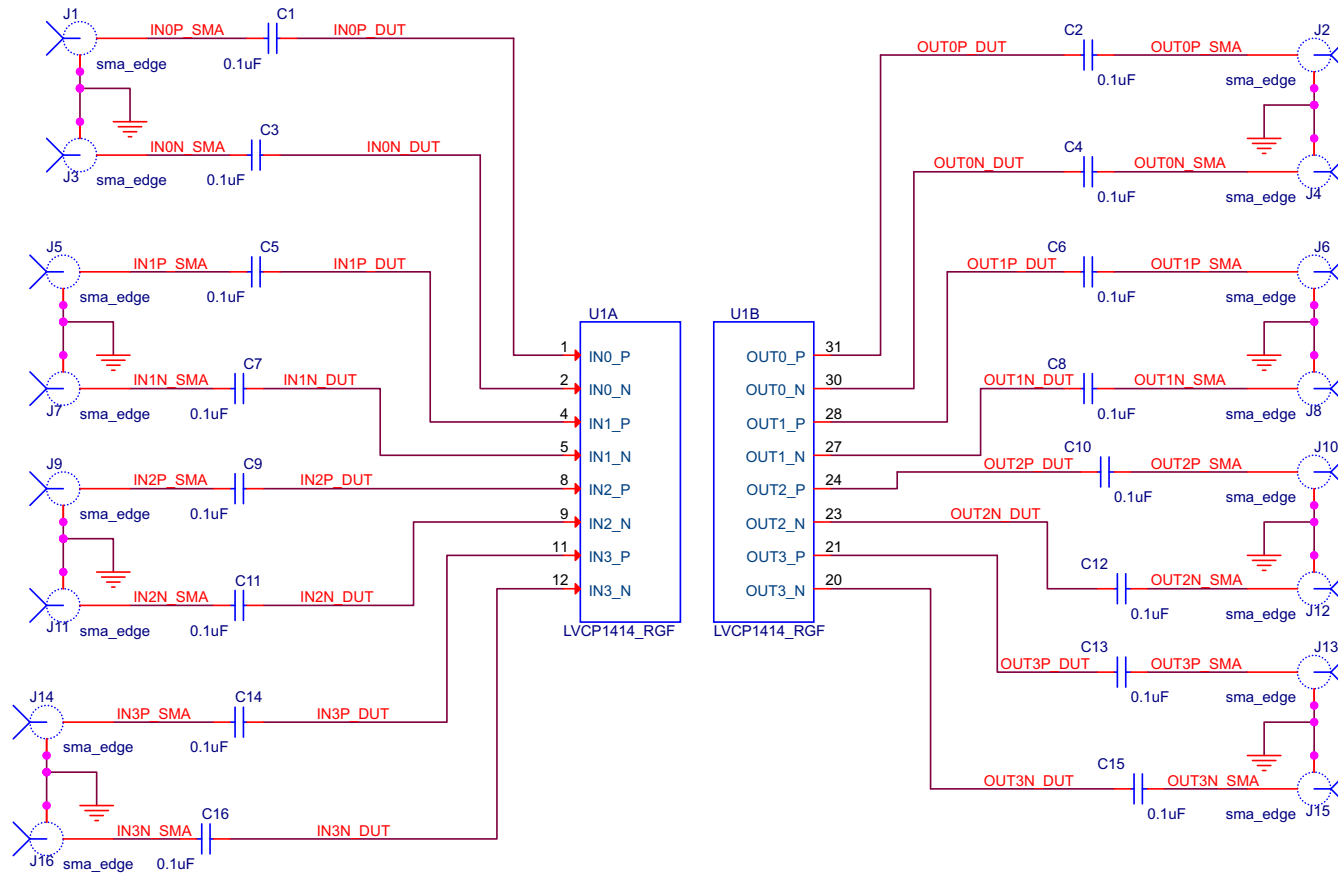 J1
IN0P_SMA
C1
IN0P_DUT
sma_edge
0.1uF
J3
IN0N_SMA
C3
IN0N_DUT
sma_edge
0.1uF
J5
IN1P_SMA
C5
IN1P_DUT
sma_edge
0.1uF
J7
IN1N_SMA
C7
IN1N_DUT
sma_edge
0.1uF
J9
IN2P_SMA
C9
IN2P_DUT
sma_edge
0.1uF
J11
IN2N_SMA
C11
IN2N_DUT
sma_edge
0.1uF
J14
IN3P_SMA
C14
IN3P_DUT
sma_edge
0.1uF
J16
IN3N_SMA
C16
IN3N_DUT
sma_edge
0.1uF
U1A
1 IN0_P
2 IN0_N
4 IN1_P
5 IN1_N
8 IN2_P
9 IN2_N
11 IN3_P
12 IN3_N
LVCP1414_RGF
U1B
OUT0_P 31
OUT0_N 30
OUT1_P 28
OUT1_N 27
OUT2_P 24
OUT2_N 23
OUT3_P 21
OUT3_N 20
LVCP1414_RGF
OUT0P_DUT
C2
OUT0P_SMA
J2
0.1uF
sma_edge
OUT0N_DUT
C4
OUT0N_SMA
J4
0.1uF
sma_edge
OUT1P_DUT
C6
OUT1P_SMA
J6
0.1uF
sma_edge
OUT1N_DUT
C8
OUT1N_SMA
J8
0.1uF
sma_edge
OUT2P_DUT
C10
OUT2P_SMA
J10
0.1uF
sma_edge
OUT2N_DUT
C12
OUT2N_SMA
J12
0.1uF
sma_edge
OUT3P_DUT
C13
OUT3P_SMA
J13
0.1uF
sma_edge
OUT3N_DUT
C15
OUT3N_SMA
J15
0.1uF
sma_edge